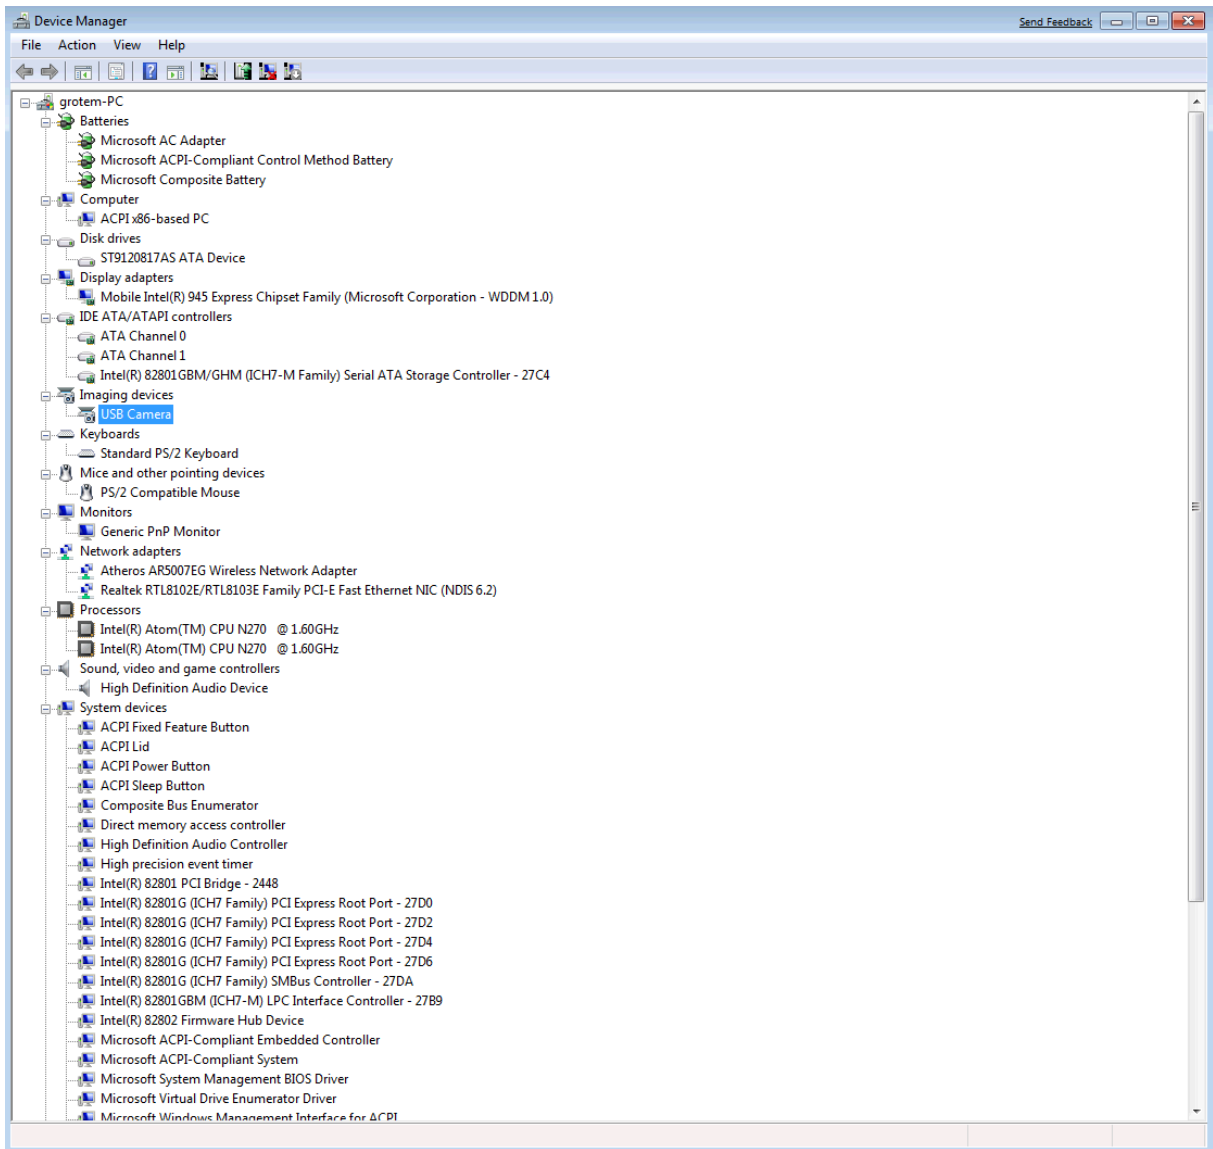 Device Manager
Send Feedback
File Action View Help
grotem-PC
Batteries
Microsoft AC Adapter
Microsoft ACPI-Compliant Control Method Battery
Microsoft Composite Battery
Computer
ACPI x86-based PC
Disk drives
ST9120817AS ATA Device
Display adapters
Mobile Intel(R) 945 Express Chipset Family (Microsoft Corporation - WDDM 1.0)
IDE ATA/ATAPI controllers
ATA Channel 0
ATA Channel 1
Intel(R) 82801GBM/GHM (ICH7-M Family) Serial ATA Storage Controller - 27C4
Imaging devices
USB Camera
Keyboards
Standard PS/2 Keyboard
Mice and other pointing devices
PS/2 Compatible Mouse
Monitors
Generic PnP Monitor
Network adapters
Atheros AR5007EG Wireless Network Adapter
Realtek RTL8102E/RTL8103E Family PCI-E Fast Ethernet NIC (NDIS 6.2)
Processors
Intel(R) Atom(TM) CPU N270 @ 1.60GHz
Intel(R) Atom(TM) CPU N270 @ 1.60GHz
Sound, video and game controllers
High Definition Audio Device
System devices
ACPI Fixed Feature Button
ACPI Lid
ACPI Power Button
ACPI Sleep Button
Composite Bus Enumerator
Direct memory access controller
High Definition Audio Controller
High precision event timer
Intel(R) 82801 PCI Bridge - 2448
Intel(R) 82801G (ICH7 Family) PCI Express Root Port - 27D0
Intel(R) 82801G (ICH7 Family) PCI Express Root Port - 27D2
Intel(R) 82801G (ICH7 Family) PCI Express Root Port - 27D4
Intel(R) 82801G (ICH7 Family) PCI Express Root Port - 27D6
Intel(R) 82801G (ICH7 Family) SMBus Controller - 27DA
Intel(R) 82801GBM (ICH7-M) LPC Interface Controller - 27B9
Intel(R) 82802 Firmware Hub Device
Microsoft ACPI-Compliant Embedded Controller
Microsoft ACPI-Compliant System
Microsoft System Management BIOS Driver
Microsoft Virtual Drive Enumerator Driver
Microsoft Windows Management Interface for ACPI